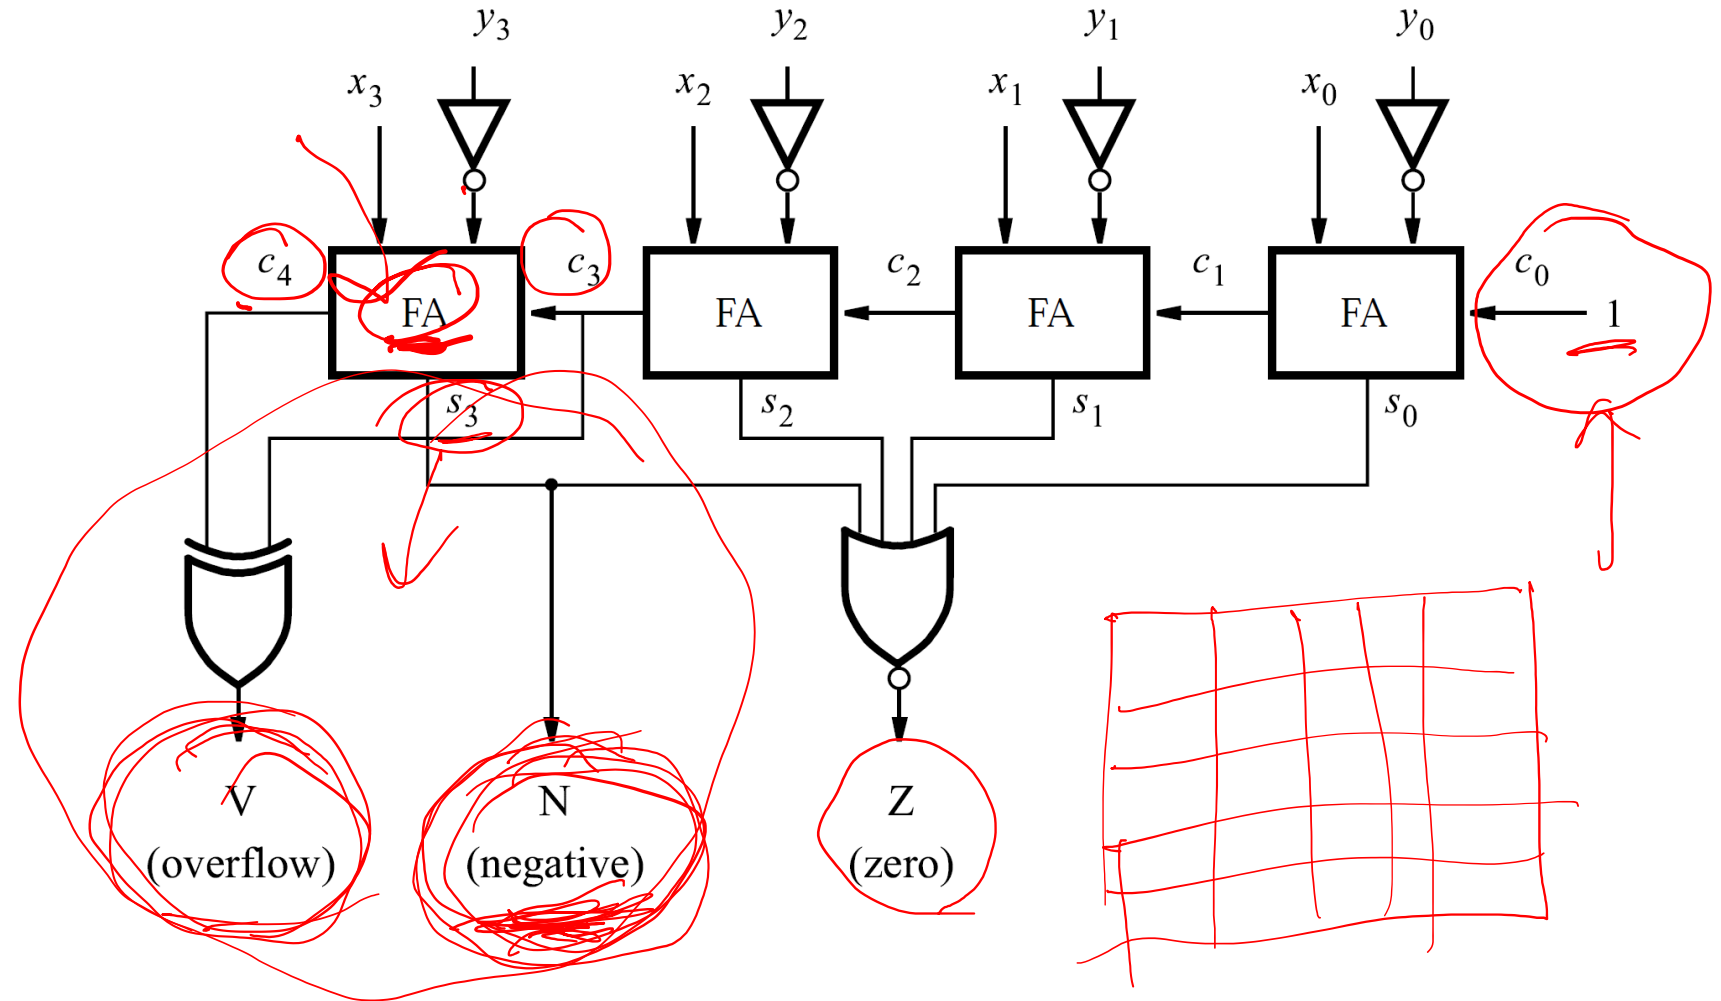 y3 y2 y1 y0
x3 x2 x1 x0
c4 c3 c2 c1 c0
FA FA FA FA 1
s3 s2 s1 s0
V N Z
(overflow) (negative) (zero)